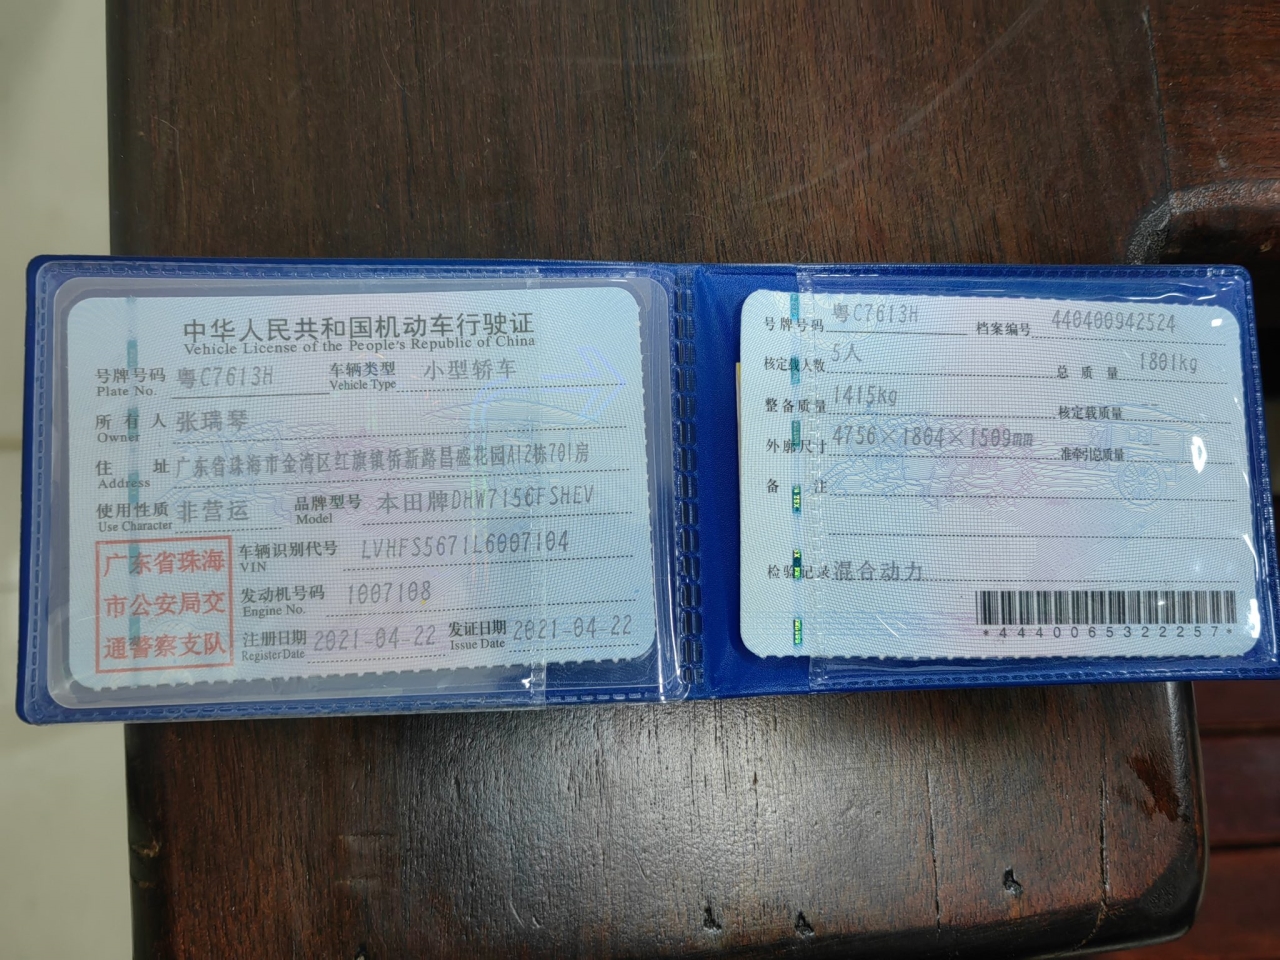 中华人民共和国机动车行驶证
Vehicle License of the People's Republic of China
号牌号码 粤C7613H 车辆类型 小型轿车
Plate No. Vehicle Type
所有人 张瑞琴
Owner
住址 广东省珠海市金湾区红旗镇侨新路昌盛花园A12栋701房
Address
使用性质 非营运 品牌型号 本田牌DHW7156FSHEV
Use Character Model
广东省珠海
市公安局交
通警察支队
车辆识别代号 LVHFS5671L6007104
VIN
发动机号码 1007108
Engine No.
注册日期 2021-04-22 发证日期 2021-04-22
Register Date Issue Date
号牌号码 粤C7613H 档案编号 440400942524
核定载人数 5人 总质量 1801kg
整备质量 1415kg 核定载质量 --
外廓尺寸 4756×1804×1509mm 准牵引总质量 --
备注
检验记录 混合动力
*4440065322257*